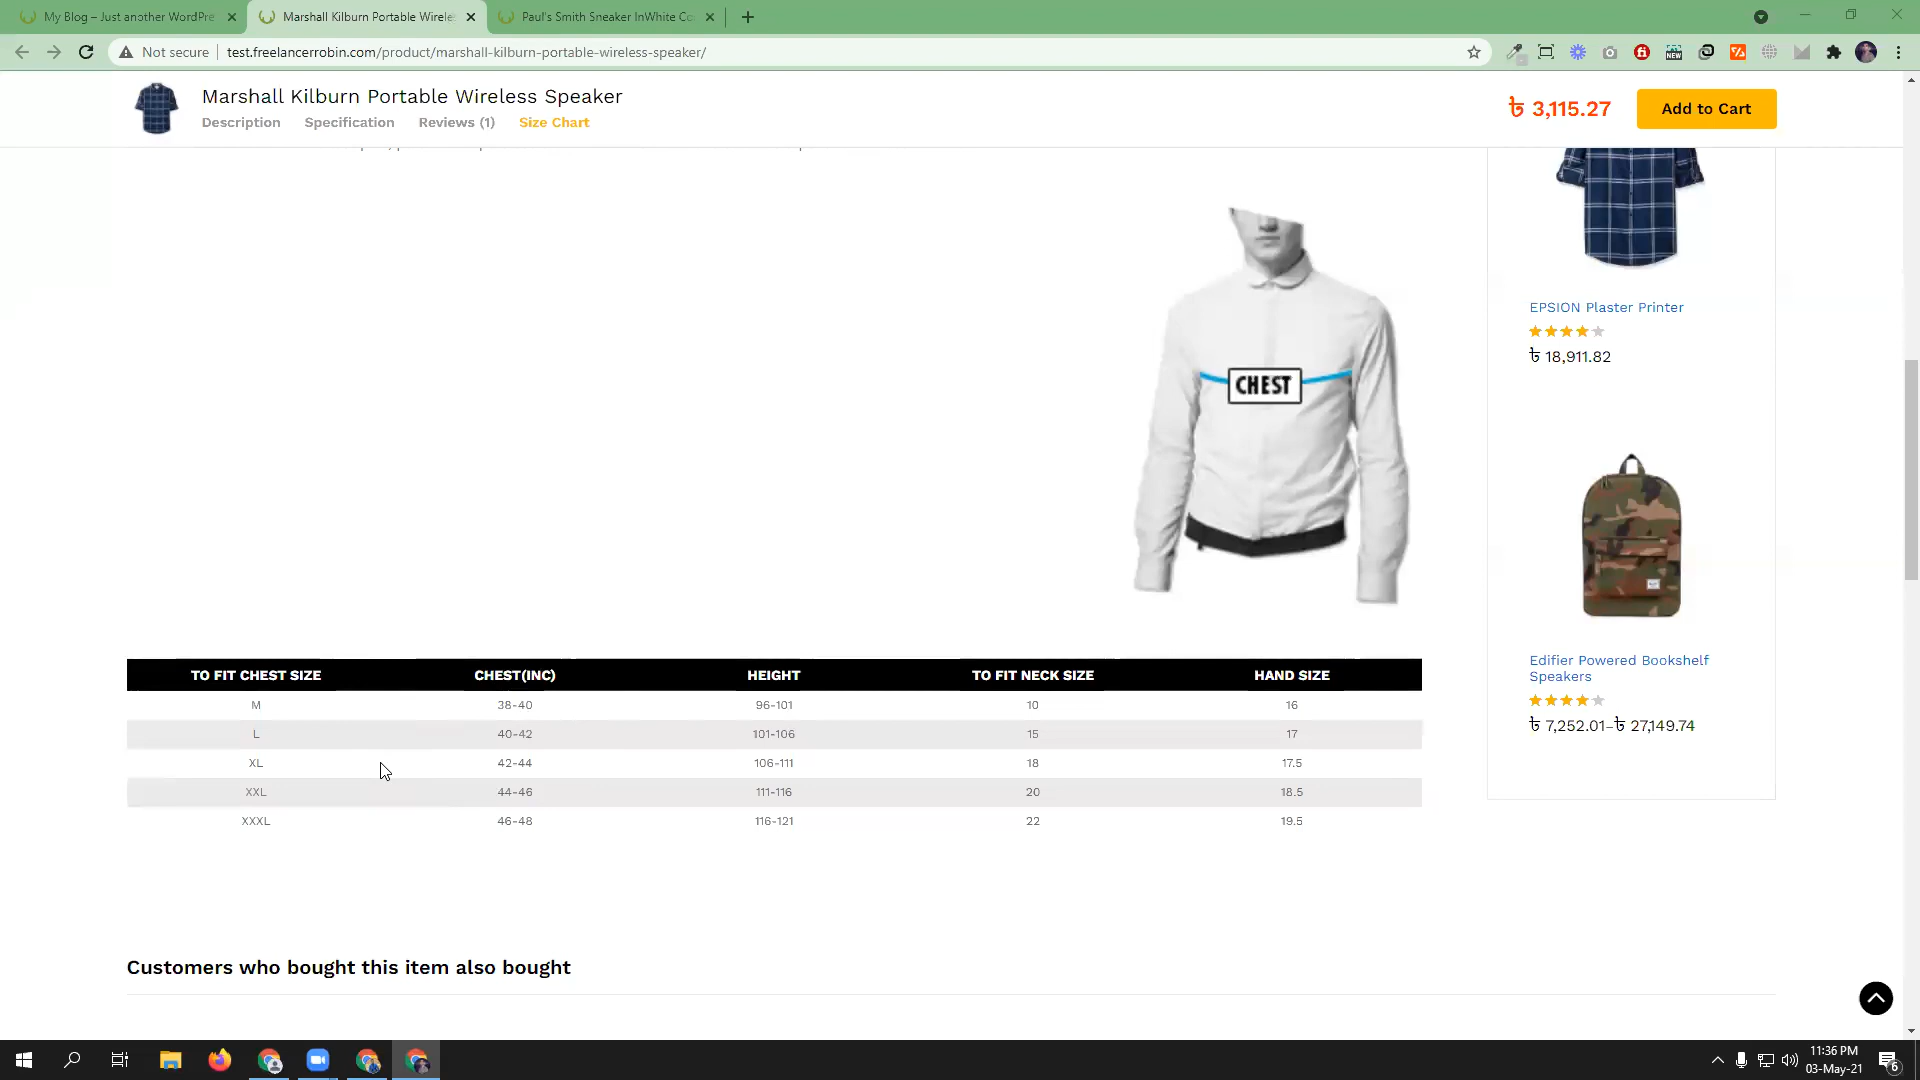 My Blog – Just another WordPre
Marshall Kilburn Portable Wirele
Paul's Smith Sneaker InWhite Co
Not secure
test.freelancerrobin.com/product/marshall-kilburn-portable-wireless-speaker/
NEW
Marshall Kilburn Portable Wireless Speaker
Description Specification Reviews (1) Size Chart
৳ 3,115.27
Add to Cart
CHEST
EPSION Plaster Printer
৳ 18,911.82
Edifier Powered Bookshelf
Speakers
৳ 7,252.01–৳ 27,149.74
TO FIT CHEST SIZE CHEST(INC) HEIGHT TO FIT NECK SIZE HAND SIZE
M 38-40 96-101 10 16
L 40-42 101-106 15 17
XL 42-44 106-111 18 17.5
XXL 44-46 111-116 20 18.5
XXXL 46-48 116-121 22 19.5
Customers who bought this item also bought
11:36 PM
03-May-21
6